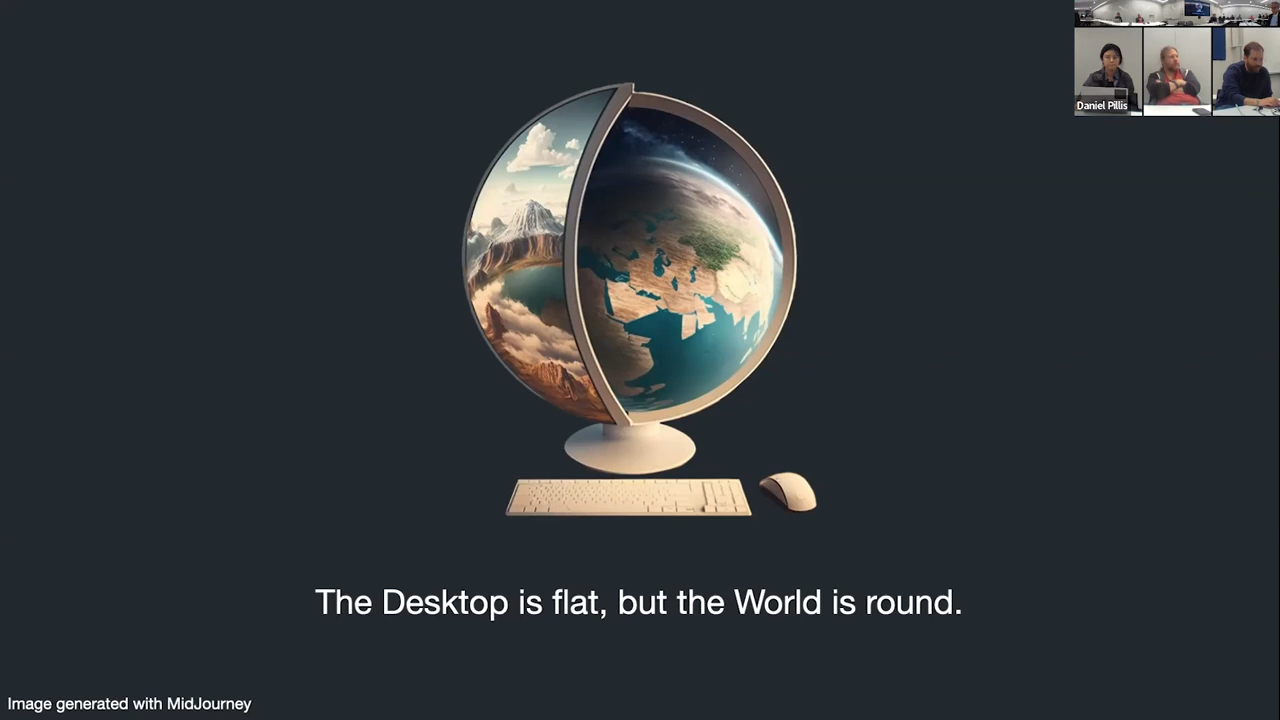 Daniel Pillis
The Desktop is flat, but the World is round.
Image generated with MidJourney